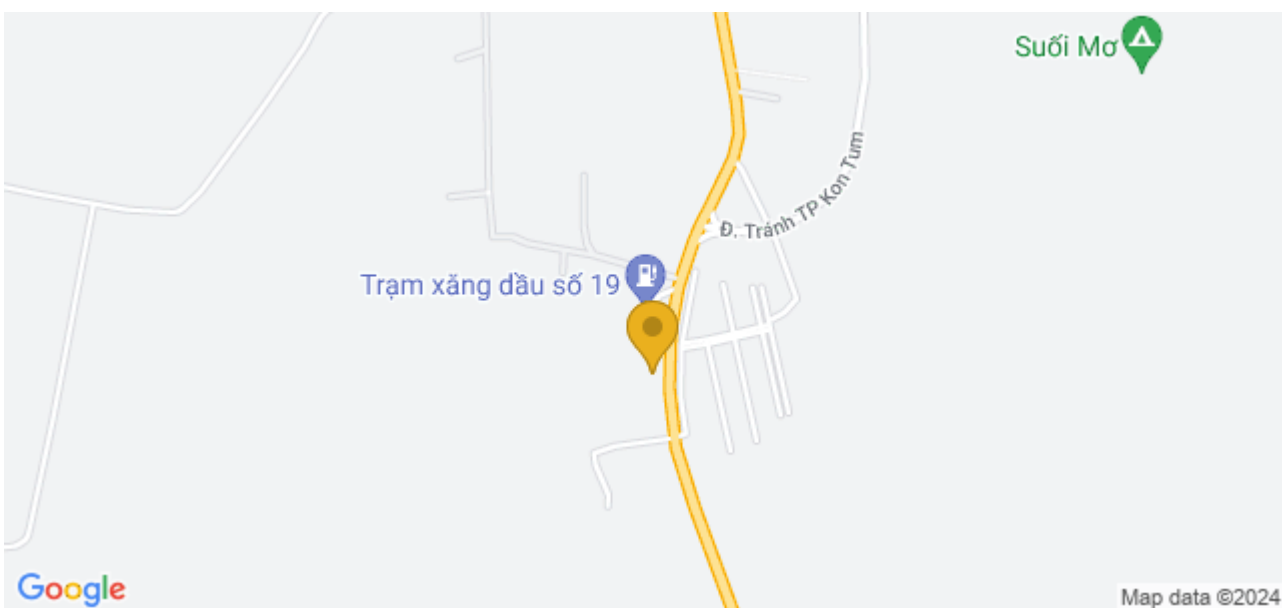 Suối Mơ
Đ. Tránh TP Kon Tum
Trạm xăng dầu số 19
Google
Map data ©2024